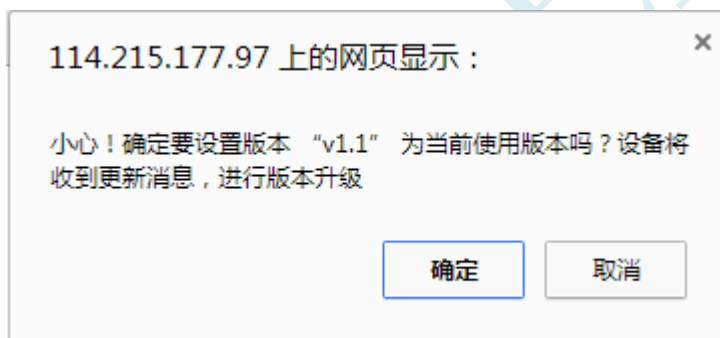 114.215.177.97 上的网页显示：
小心！确定要设置版本 “v1.1” 为当前使用版本吗？设备将
收到更新消息，进行版本升级
确定 取消